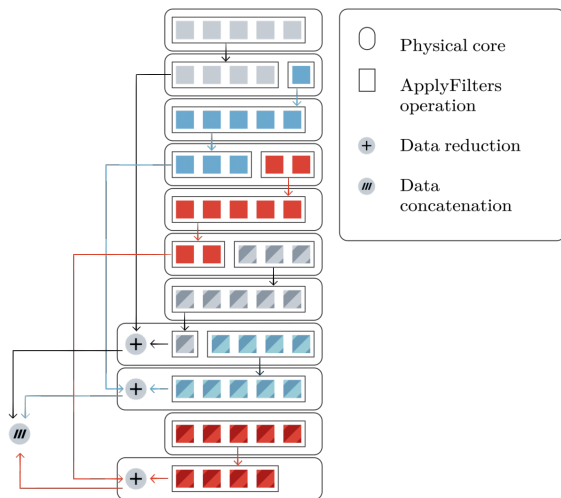 Physical core
ApplyFilters
operation
Data reduction
Data
concatenation